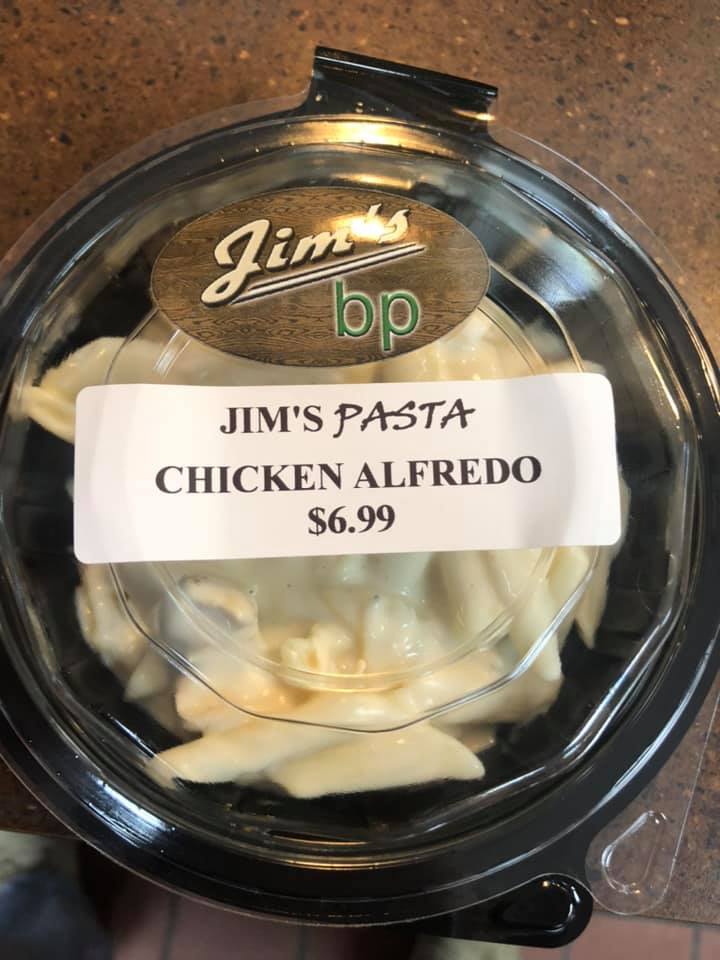 Jim's
bp
JIM'S PASTA
CHICKEN ALFREDO
$6.99